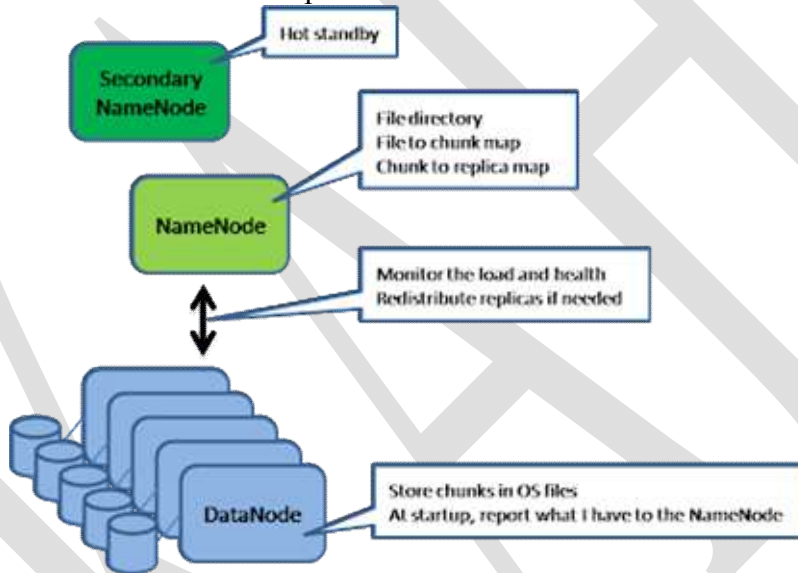 Hot standby
Secondary
NameNode
File directory
File to chunk map
Chunk to replica map
NameNode
Monitor the load and health
Redistribute replicas if needed
Store chunks in OS files
At startup, report what I have to the NameNode
DataNode